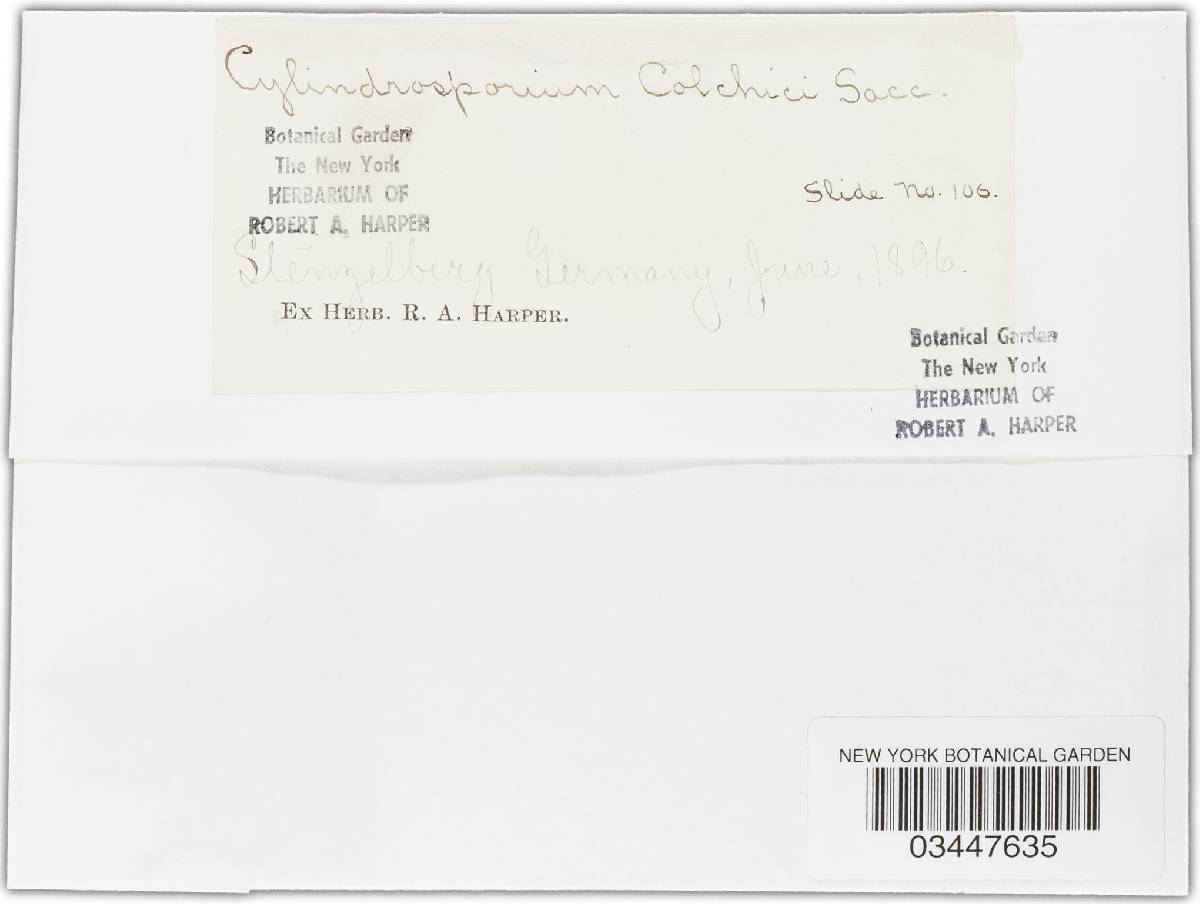 Cylindrosporium Colchici Sacc.
Botanical Garden
The New York
HERBARIUM OF
ROBERT A. HARPER
Slide No. 106.
Stenzelberg Germany, June, 1896.
EX HERB. R. A. HARPER.
Botanical Garden
The New York
HERBARIUM OF
ROBERT A. HARPER
NEW YORK BOTANICAL GARDEN
03447635